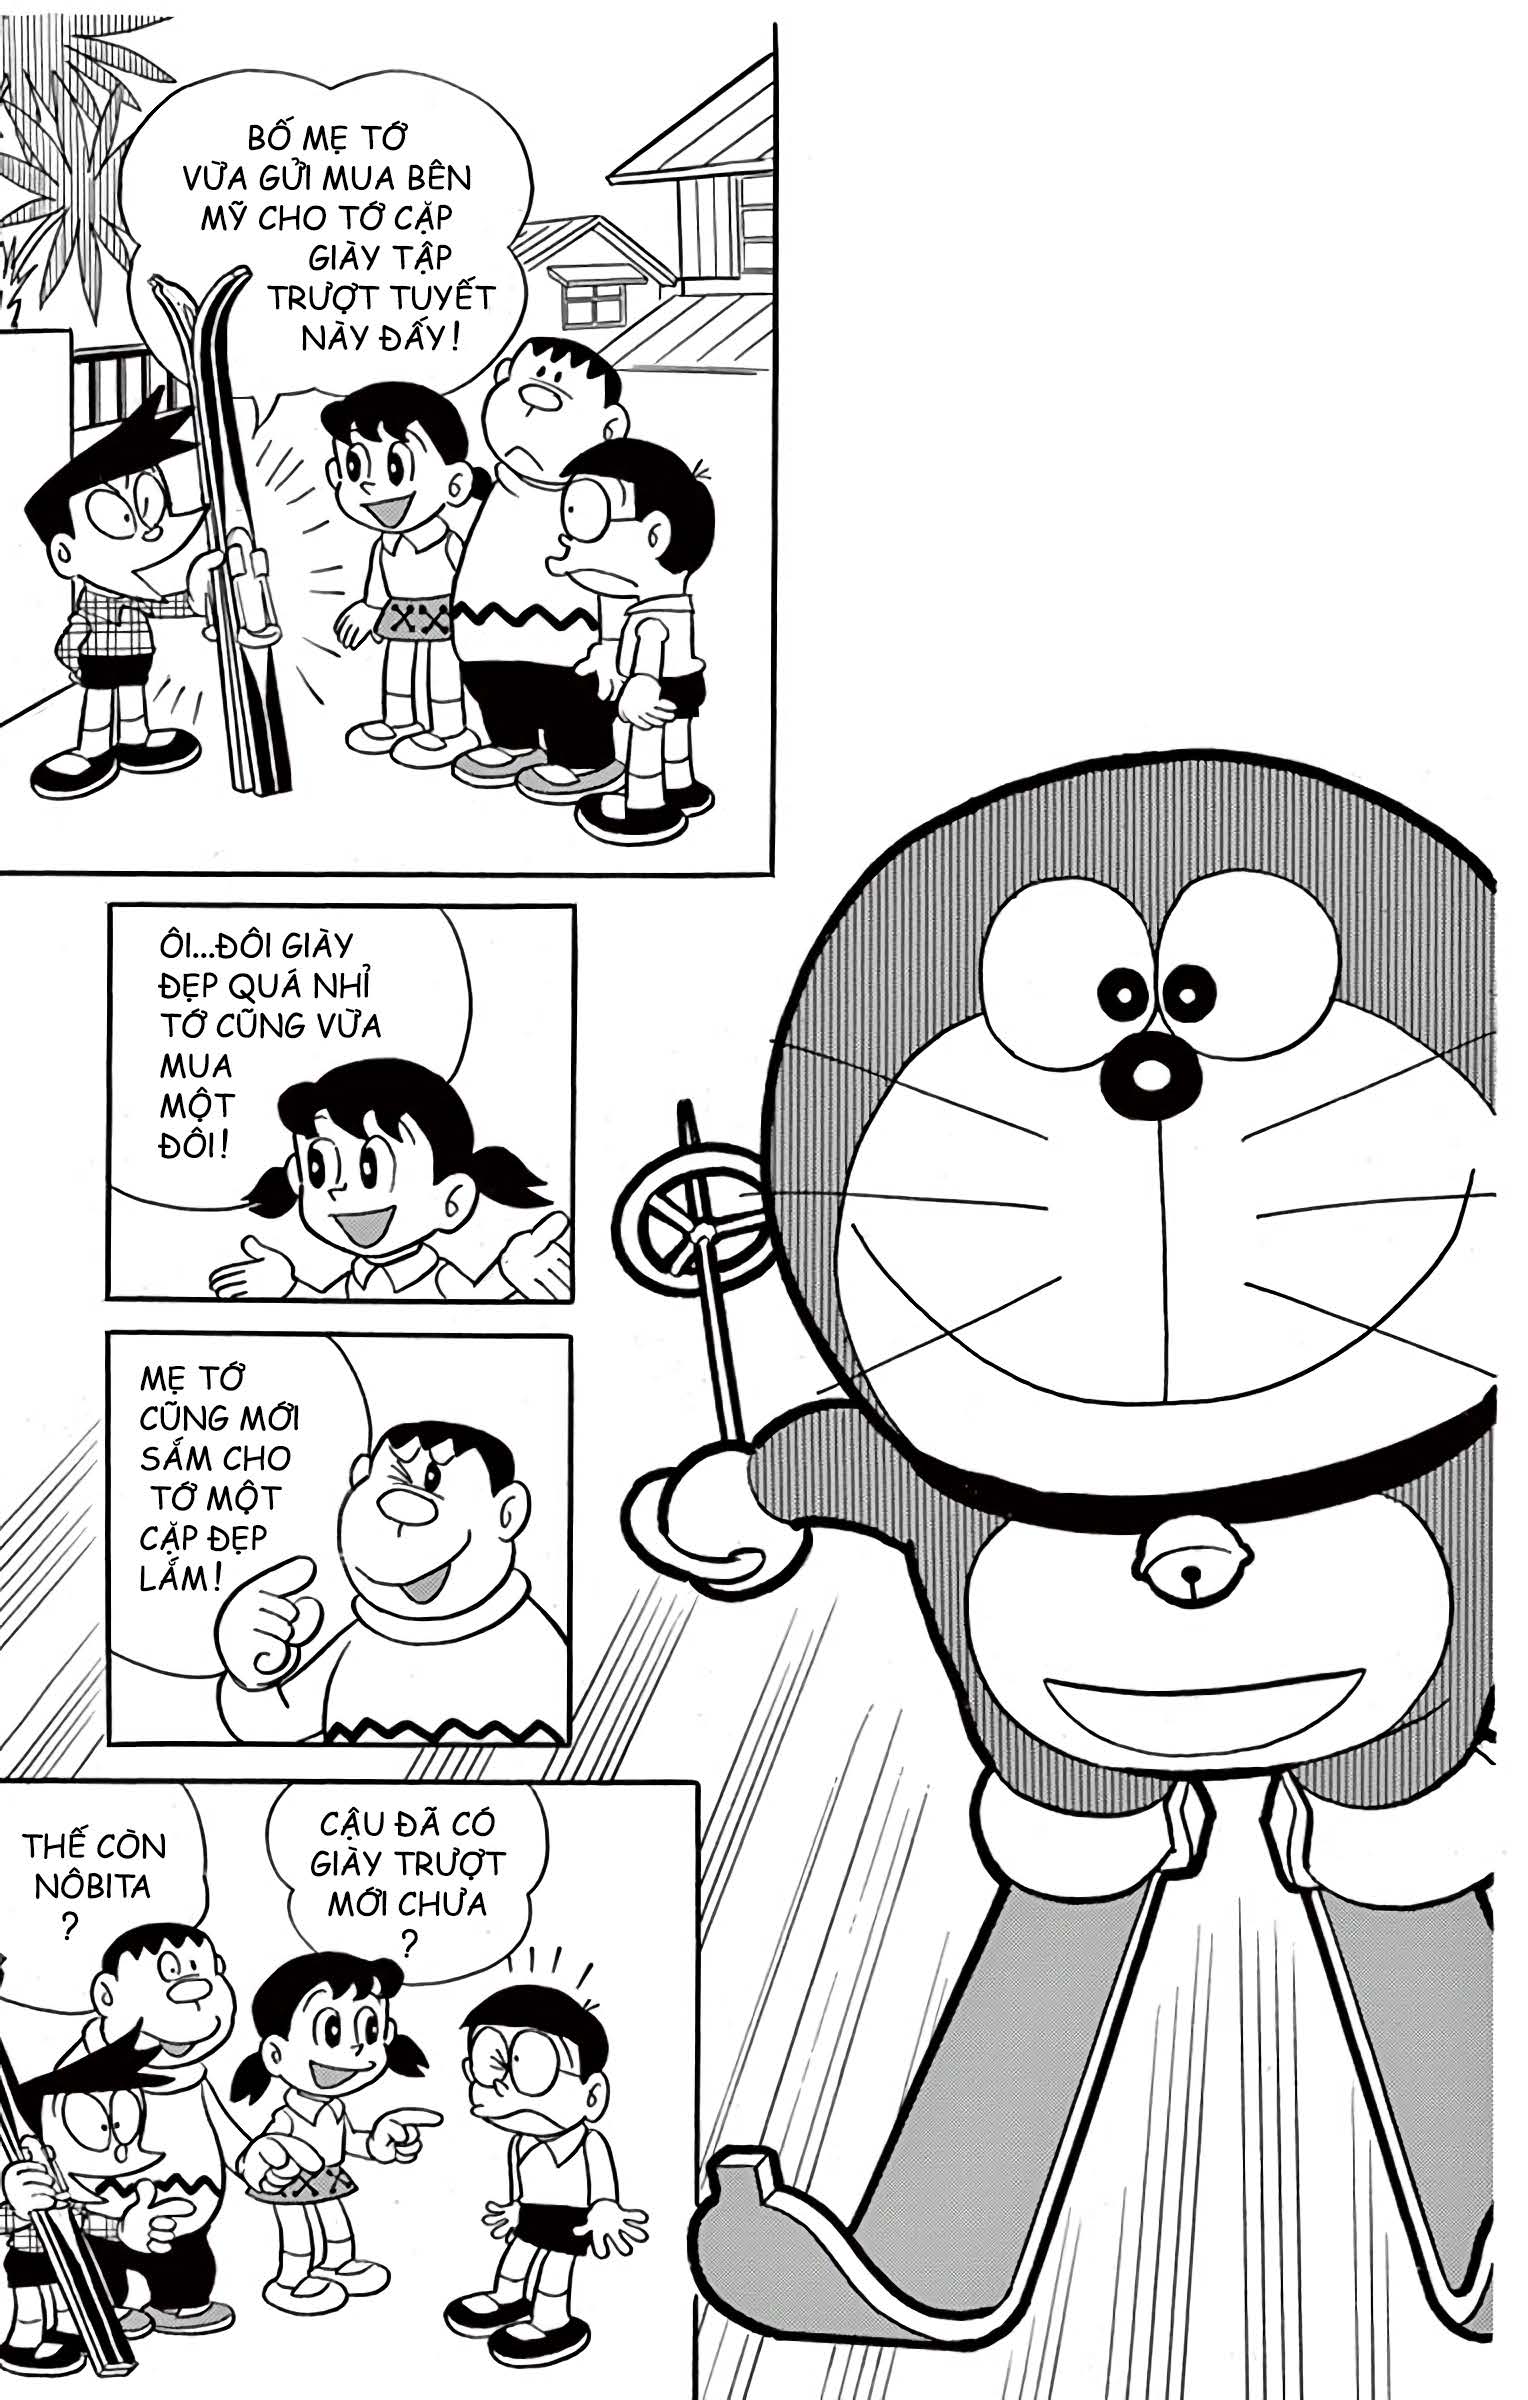 BỐ MẸ TỚ
VỪA GỬI MUA BÊN
MỸ CHO TỚ CẶP
GIÀY TẬP
TRƯỢT TUYẾT
NÀY ĐẤY!
ÔI...ĐÔI GIÀY
ĐẸP QUÁ NHỈ
TỚ CŨNG VỪA
MUA
MỘT
ĐÔI!
MẸ TỚ
CŨNG MỚI
SẮM CHO
TỚ MỘT
CẶP ĐẸP
LẮM!
THẾ CÒN
NÔBITA
?
CẬU ĐÃ CÓ
GIÀY TRƯỢT
MỚI CHƯA
?